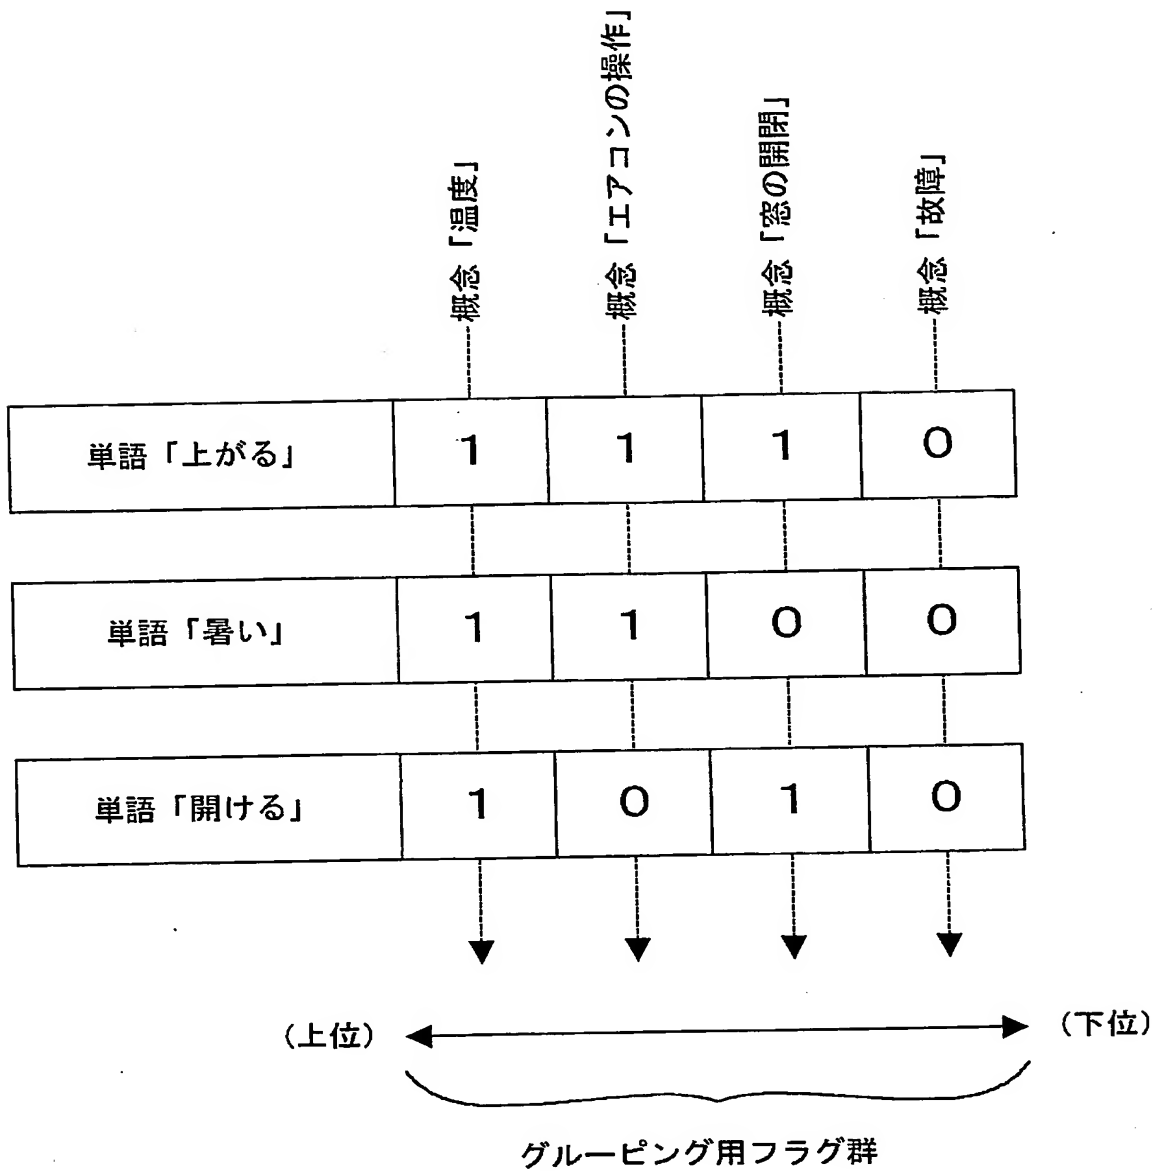 概念「温度」
概念「エアコンの操作」
概念「窓の開閉」
概念「故障」
単語「上がる」 1 1 1 0
単語「暑い」 1 1 0 0
単語「開ける」 1 0 1 0
(上位) (下位)
グルーピング用フラグ群